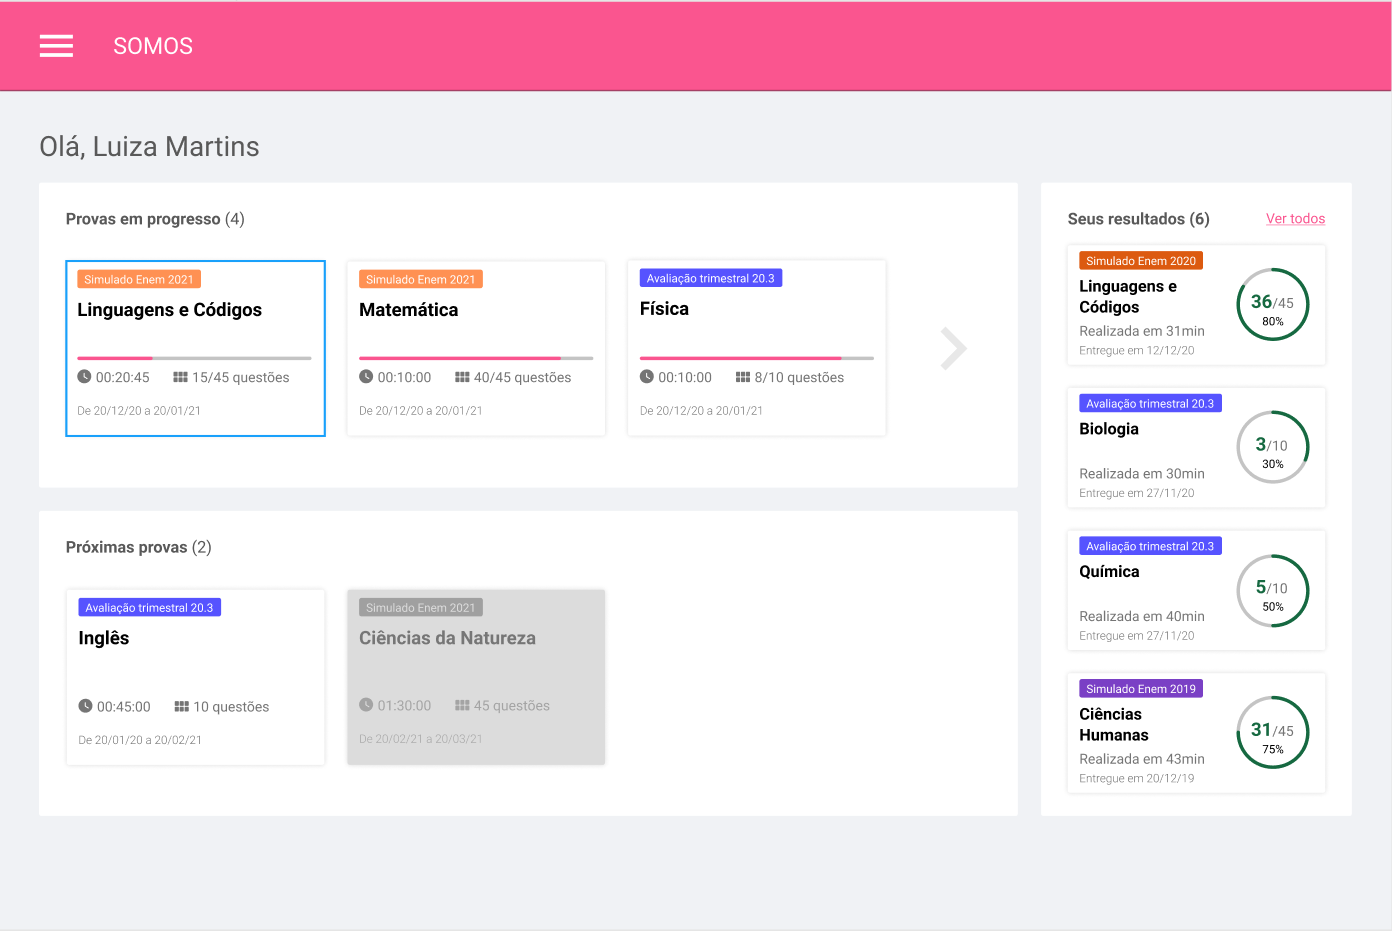 SOMOS
Olá, Luiza Martins
Provas em progresso (4)
Simulado Enem 2021
Linguagens e Códigos
00:20:45 15/45 questões
De 20/12/20 a 20/01/21
Simulado Enem 2021
Matemática
00:10:00 40/45 questões
De 20/12/20 a 20/01/21
Avaliação trimestral 20.3
Física
00:10:00 8/10 questões
De 20/12/20 a 20/01/21
Próximas provas (2)
Avaliação trimestral 20.3
Inglês
00:45:00 10 questões
De 20/01/20 a 20/02/21
Simulado Enem 2021
Ciências da Natureza
01:30:00 45 questões
De 20/02/21 a 20/03/21
Seus resultados (6) Ver todos
Simulado Enem 2020
Linguagens e
Códigos
Realizada em 31min
Entregue em 12/12/20
36/45
80%
Avaliação trimestral 20.3
Biologia
Realizada em 30min
Entregue em 27/11/20
3/10
30%
Avaliação trimestral 20.3
Química
Realizada em 40min
Entregue em 27/11/20
5/10
50%
Simulado Enem 2019
Ciências
Humanas
Realizada em 43min
Entregue em 20/12/19
31/45
75%